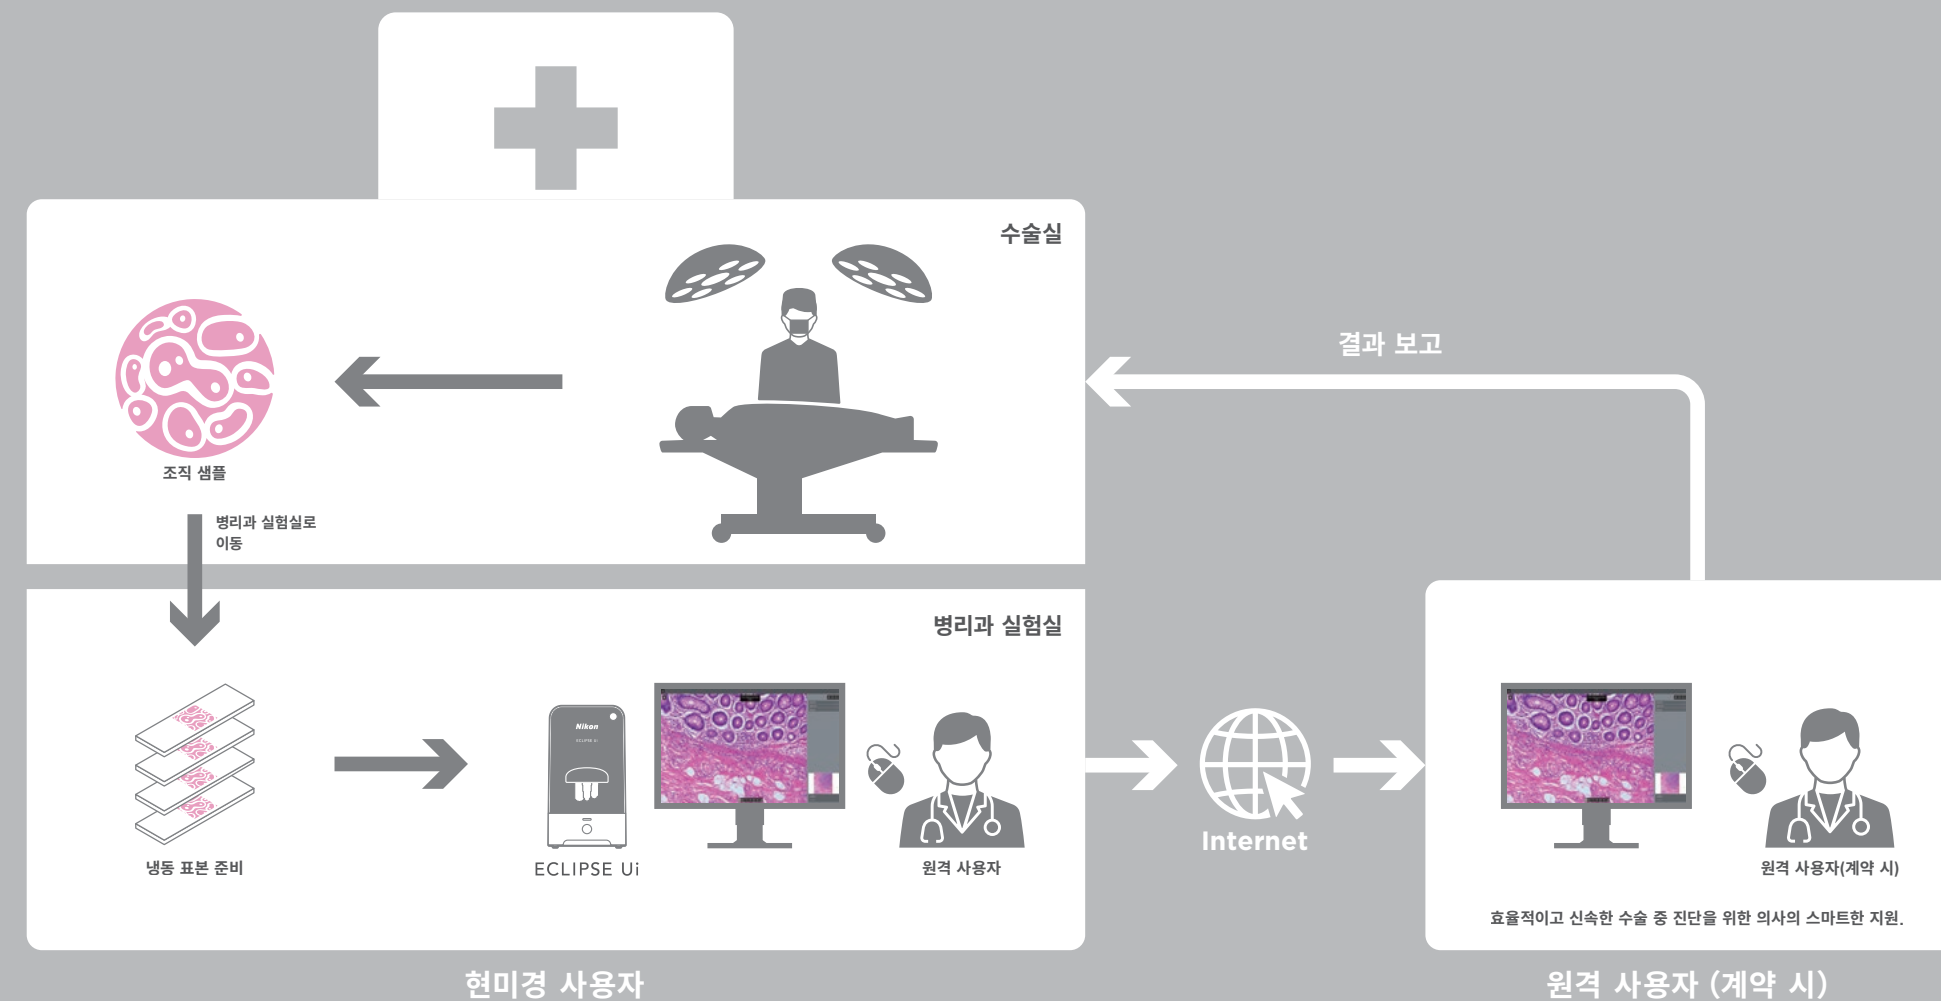 수술실
결과 보고
조직 샘플
병리과 실험실로
이동
병리과 실험실
Nikon
ECLIPSE Ui
냉동 표본 준비
ECLIPSE Ui
원격 사용자
Internet
원격 사용자(계약 시)
효율적이고 신속한 수술 중 진단을 위한 의사의 스마트한 지원.
현미경 사용자
원격 사용자 (계약 시)